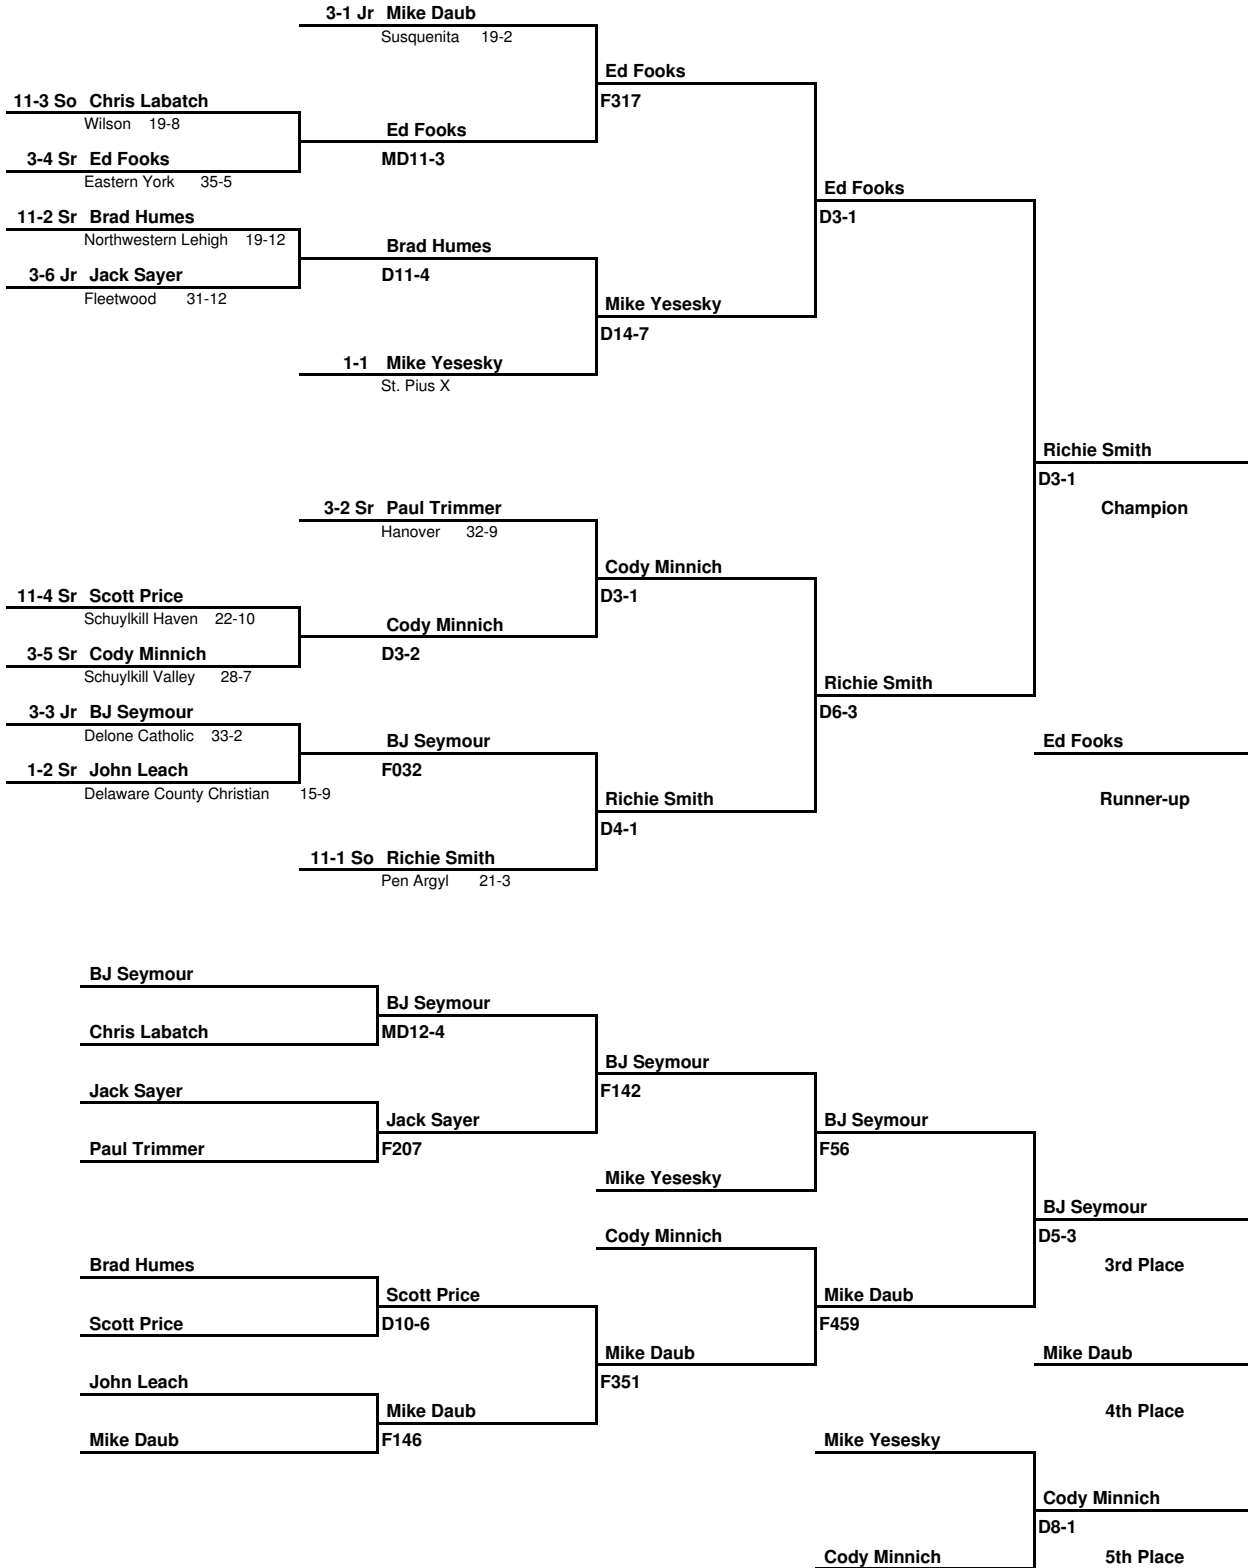 3-1 Jr Mike Daub
Susquenita 19-2
Ed Fooks
11-3 So Chris Labatch
F317
Wilson 19-8
Ed Fooks
3-4 Sr Ed Fooks
MD11-3
Eastern York 35-5
Ed Fooks
11-2 Sr Brad Humes
D3-1
Northwestern Lehigh 19-12
Brad Humes
3-6 Jr Jack Sayer
D11-4
Fleetwood 31-12
Mike Yesesky
D14-7
1-1 Mike Yesesky
St. Pius X
Richie Smith
D3-1
3-2 Sr Paul Trimmer
Champion
Hanover 32-9
Cody Minnich
11-4 Sr Scott Price
D3-1
Schuylkill Haven 22-10
Cody Minnich
3-5 Sr Cody Minnich
D3-2
Schuylkill Valley 28-7
Richie Smith
3-3 Jr BJ Seymour
D6-3
Delone Catholic 33-2
BJ Seymour
Ed Fooks
1-2 Sr John Leach
F032
Delaware County Christian 15-9
Richie Smith
Runner-up
D4-1
11-1 So Richie Smith
Pen Argyl 21-3
BJ Seymour
BJ Seymour
Chris Labatch
MD12-4
BJ Seymour
Jack Sayer
F142
Jack Sayer
BJ Seymour
Paul Trimmer
F207
F56
Mike Yesesky
BJ Seymour
Cody Minnich
D5-3
Brad Humes
3rd Place
Scott Price
Mike Daub
Scott Price
D10-6
F459
Mike Daub
Mike Daub
John Leach
F351
Mike Daub
4th Place
Mike Daub
F146
Mike Yesesky
Cody Minnich
D8-1
Cody Minnich
5th Place